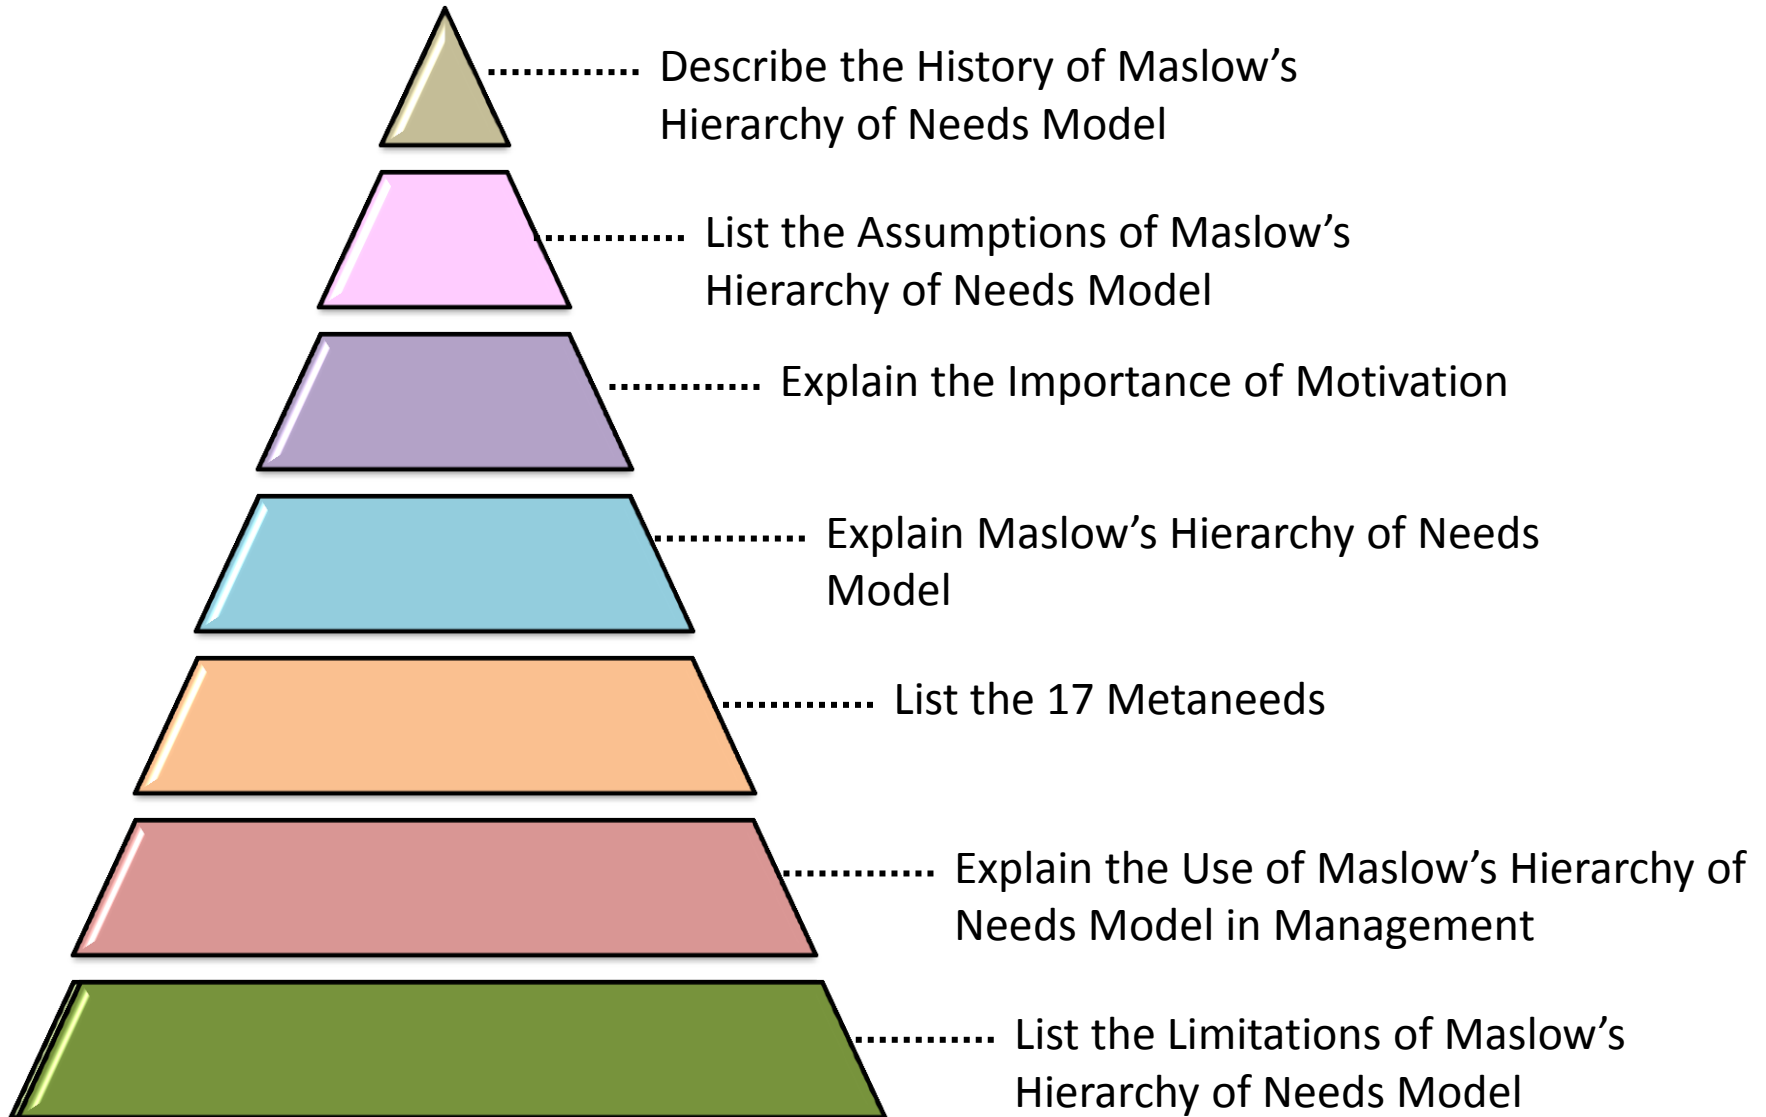 Describe the History of Maslow’s
Hierarchy of Needs Model
List the Assumptions of Maslow’s
Hierarchy of Needs Model
Explain the Importance of Motivation
Explain Maslow’s Hierarchy of Needs
Model
List the 17 Metaneeds
Explain the Use of Maslow’s Hierarchy of
Needs Model in Management
List the Limitations of Maslow’s
Hierarchy of Needs Model